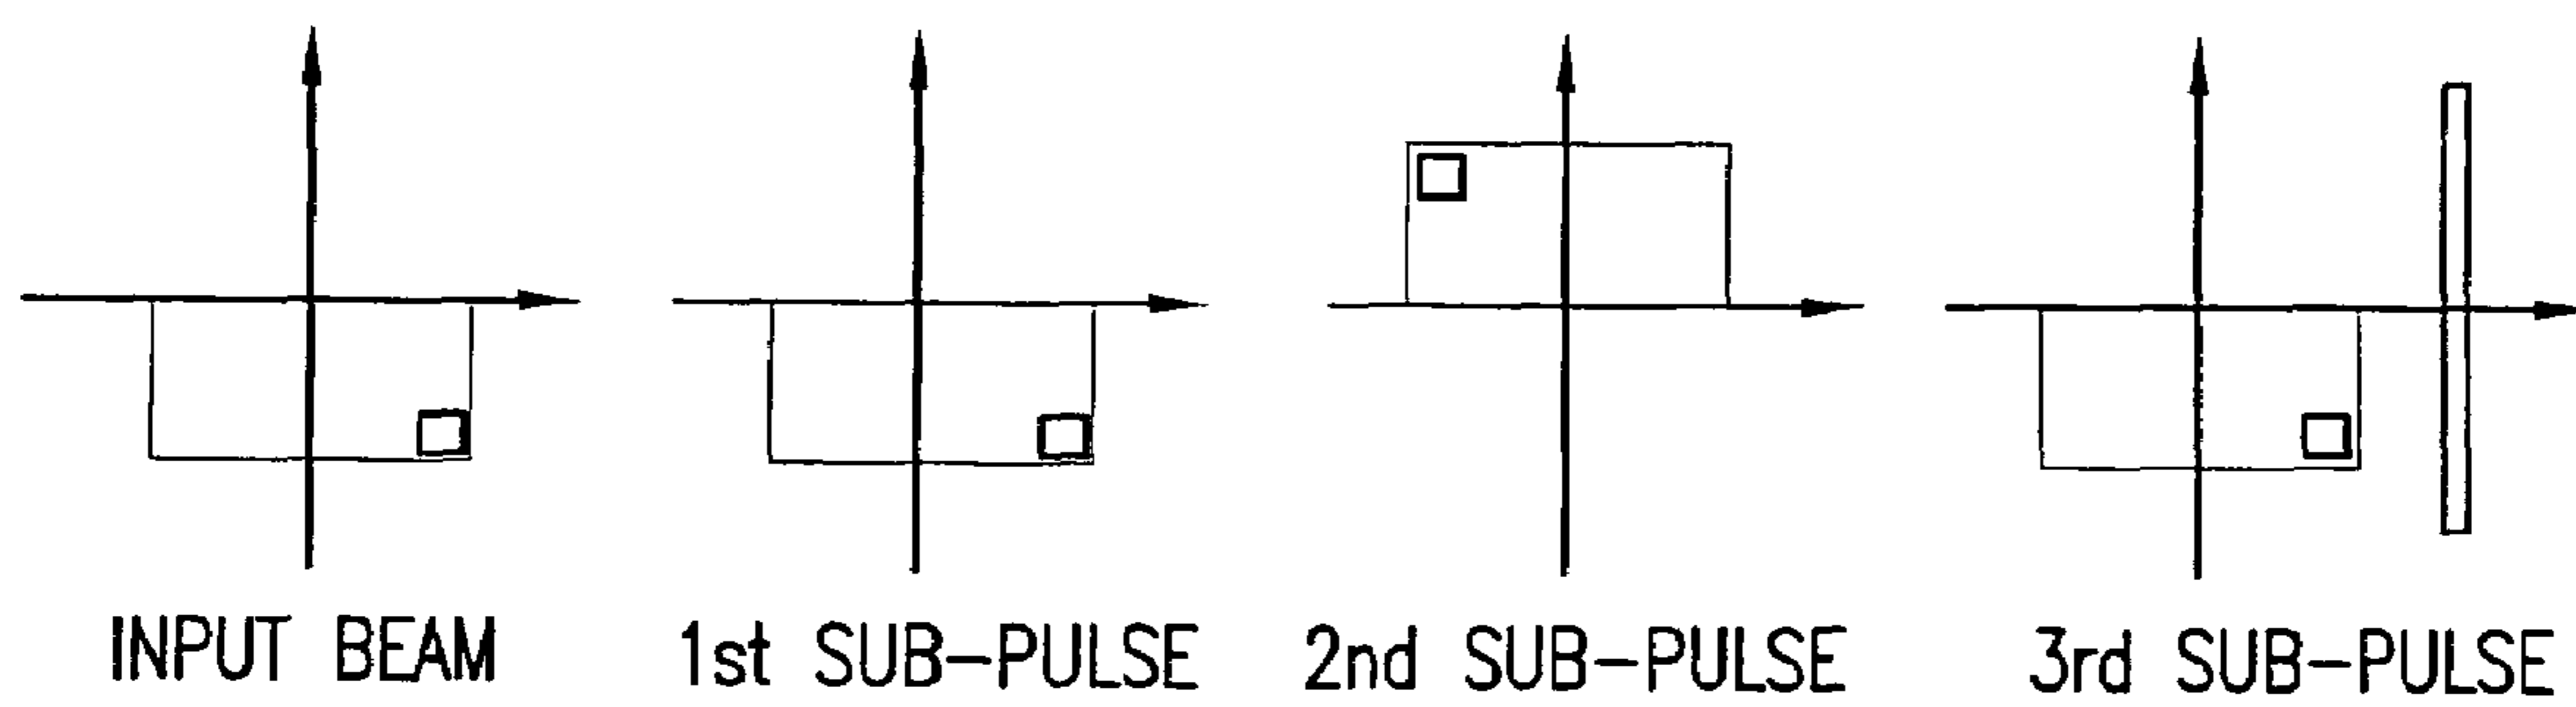 INPUT BEAM
1st SUB-PULSE
2nd SUB-PULSE
3rd SUB-PULSE